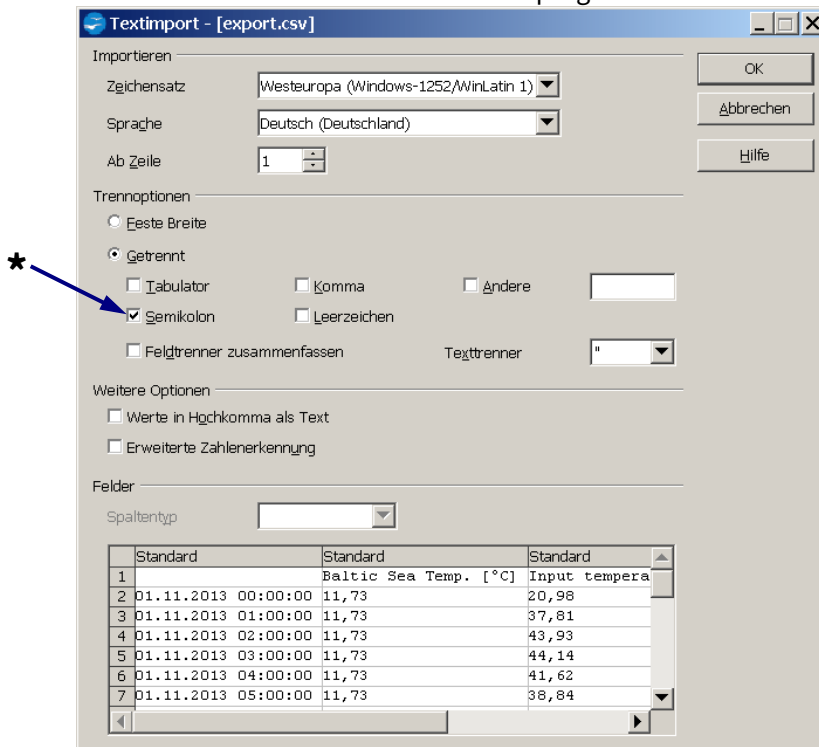 Textimport - [export.csv]
Importieren
OK
Zeichensatz Westeuropa (Windows-1252/WinLatin 1)
Abbrechen
Sprache Deutsch (Deutschland)
Ab Zeile 1
Hilfe
Trennoptionen
Feste Breite
Getrennt
*
Tabulator Komma Andere
Semikolon Leerzeichen
Feldtrenner zusammenfassen Texttrenner "
Weitere Optionen
Werte in Hochkomma als Text
Erweiterte Zahlenerkennung
Felder
Spaltentyp
Standard Standard Standard
1 Baltic Sea Temp. [°C] Input tempera
2 01.11.2013 00:00:00 11,73 20,98
3 01.11.2013 01:00:00 11,73 37,81
4 01.11.2013 02:00:00 11,73 43,93
5 01.11.2013 03:00:00 11,73 44,14
6 01.11.2013 04:00:00 11,73 41,62
7 01.11.2013 05:00:00 11,73 38,84